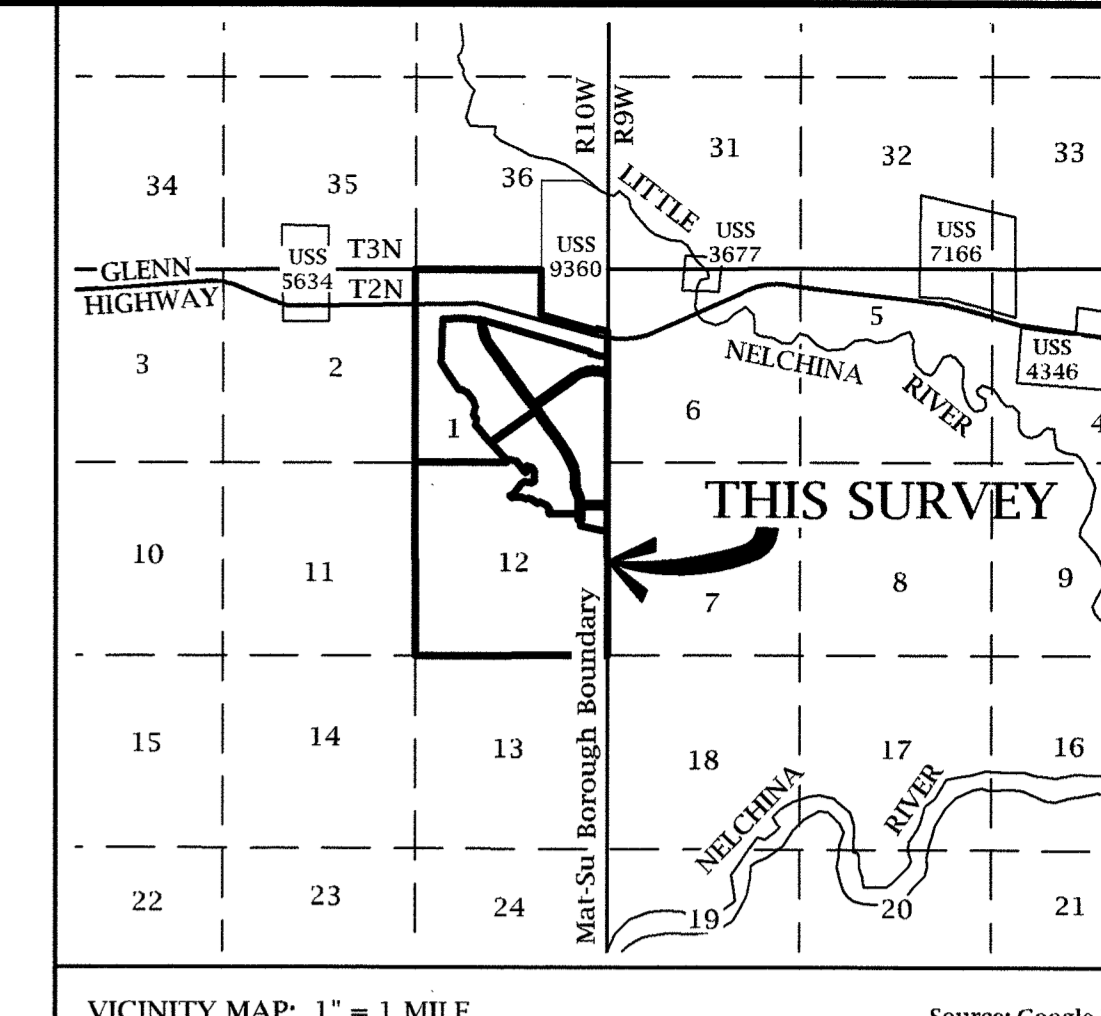 R10W
R9W
31
32
33
34
35
36
LITTLE
USS
3677
USS
7166
USS
9360
USS
5634
T3N
T2N
GLENN
HIGHWAY
5
USS
4346
3
2
1
6
4
NELCHINA
RIVER
THIS SURVEY
10
11
12
7
8
9
Mat-Su Borough Boundary
15
14
13
18
17
16
NELCHINA
RIVER
22
23
24
19
20
21
VICINITY MAP: 1" = 1 MILE
Source: Google